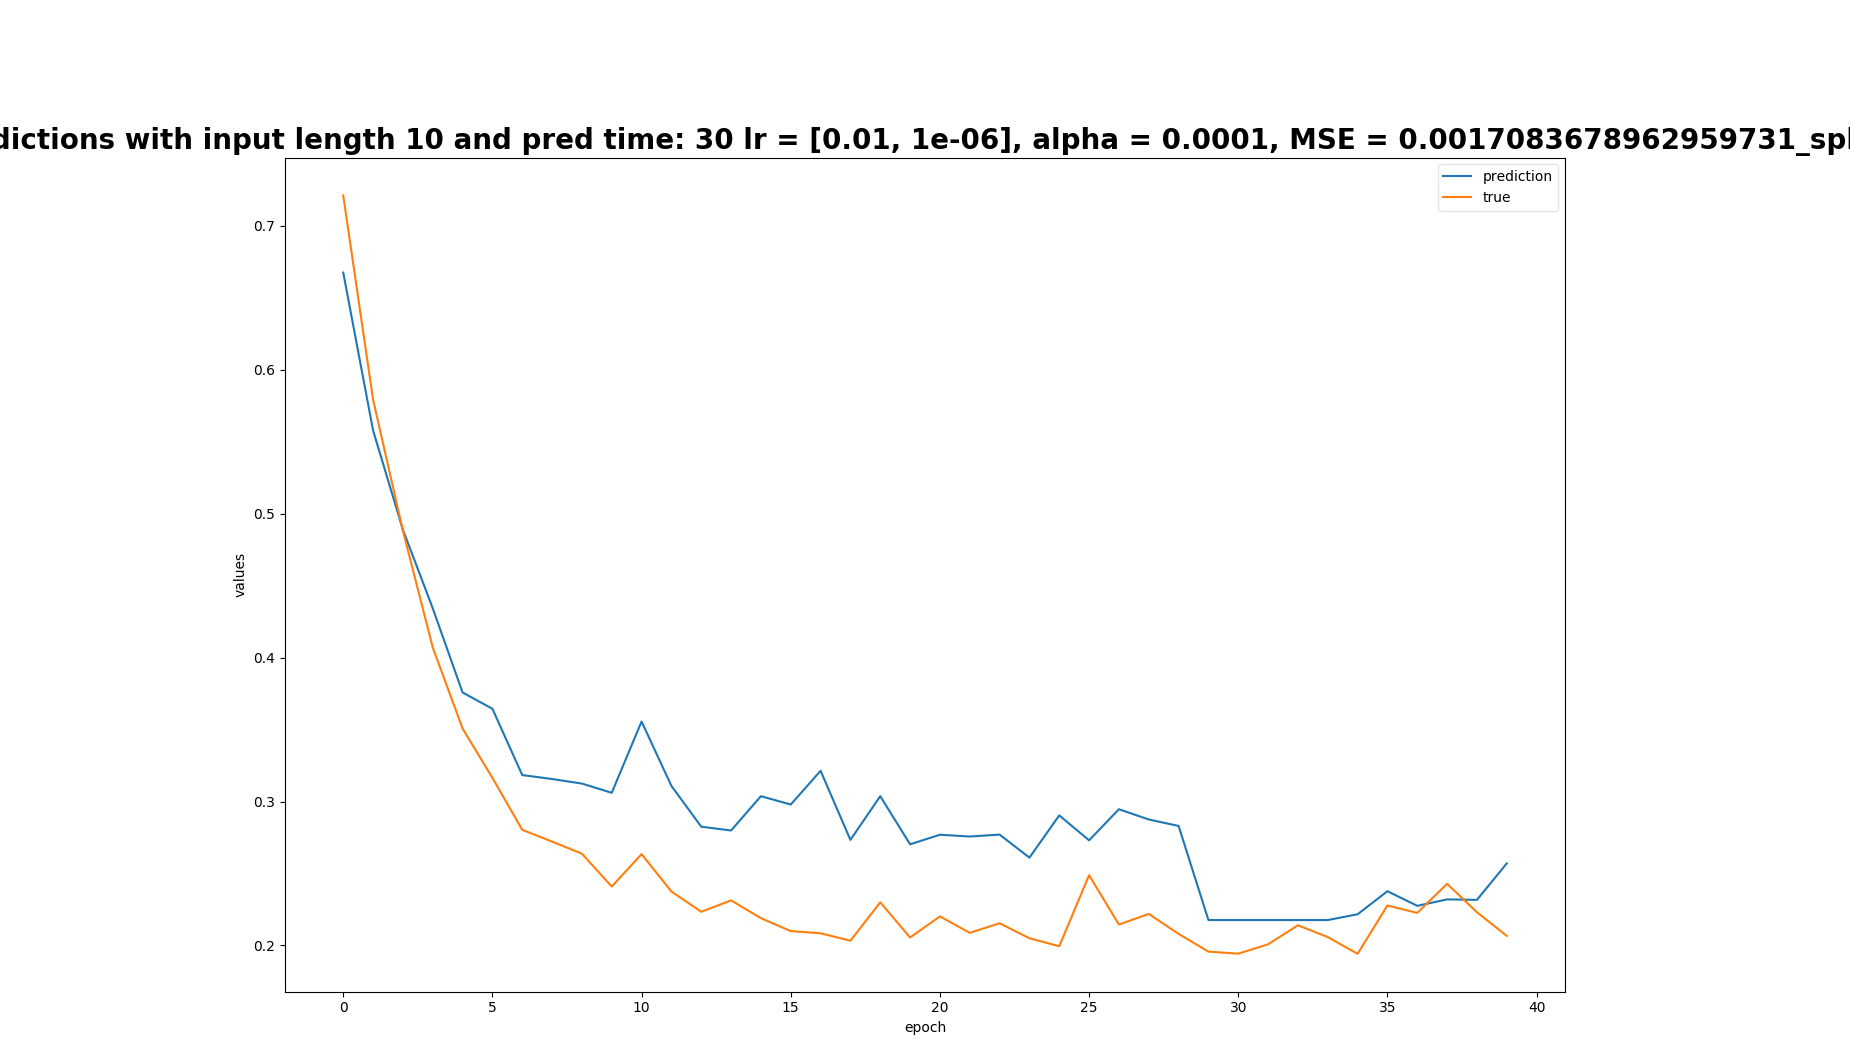 dictions with input length 10 and pred time: 30 lr = [0.01, 1e-06], alpha = 0.0001, MSE = 0.0017083678962959731_spl
prediction
true
0.7
0.6
0.5
0.4
0.3
0.2
values
0 5 10 15 20 25 30 35 40
epoch